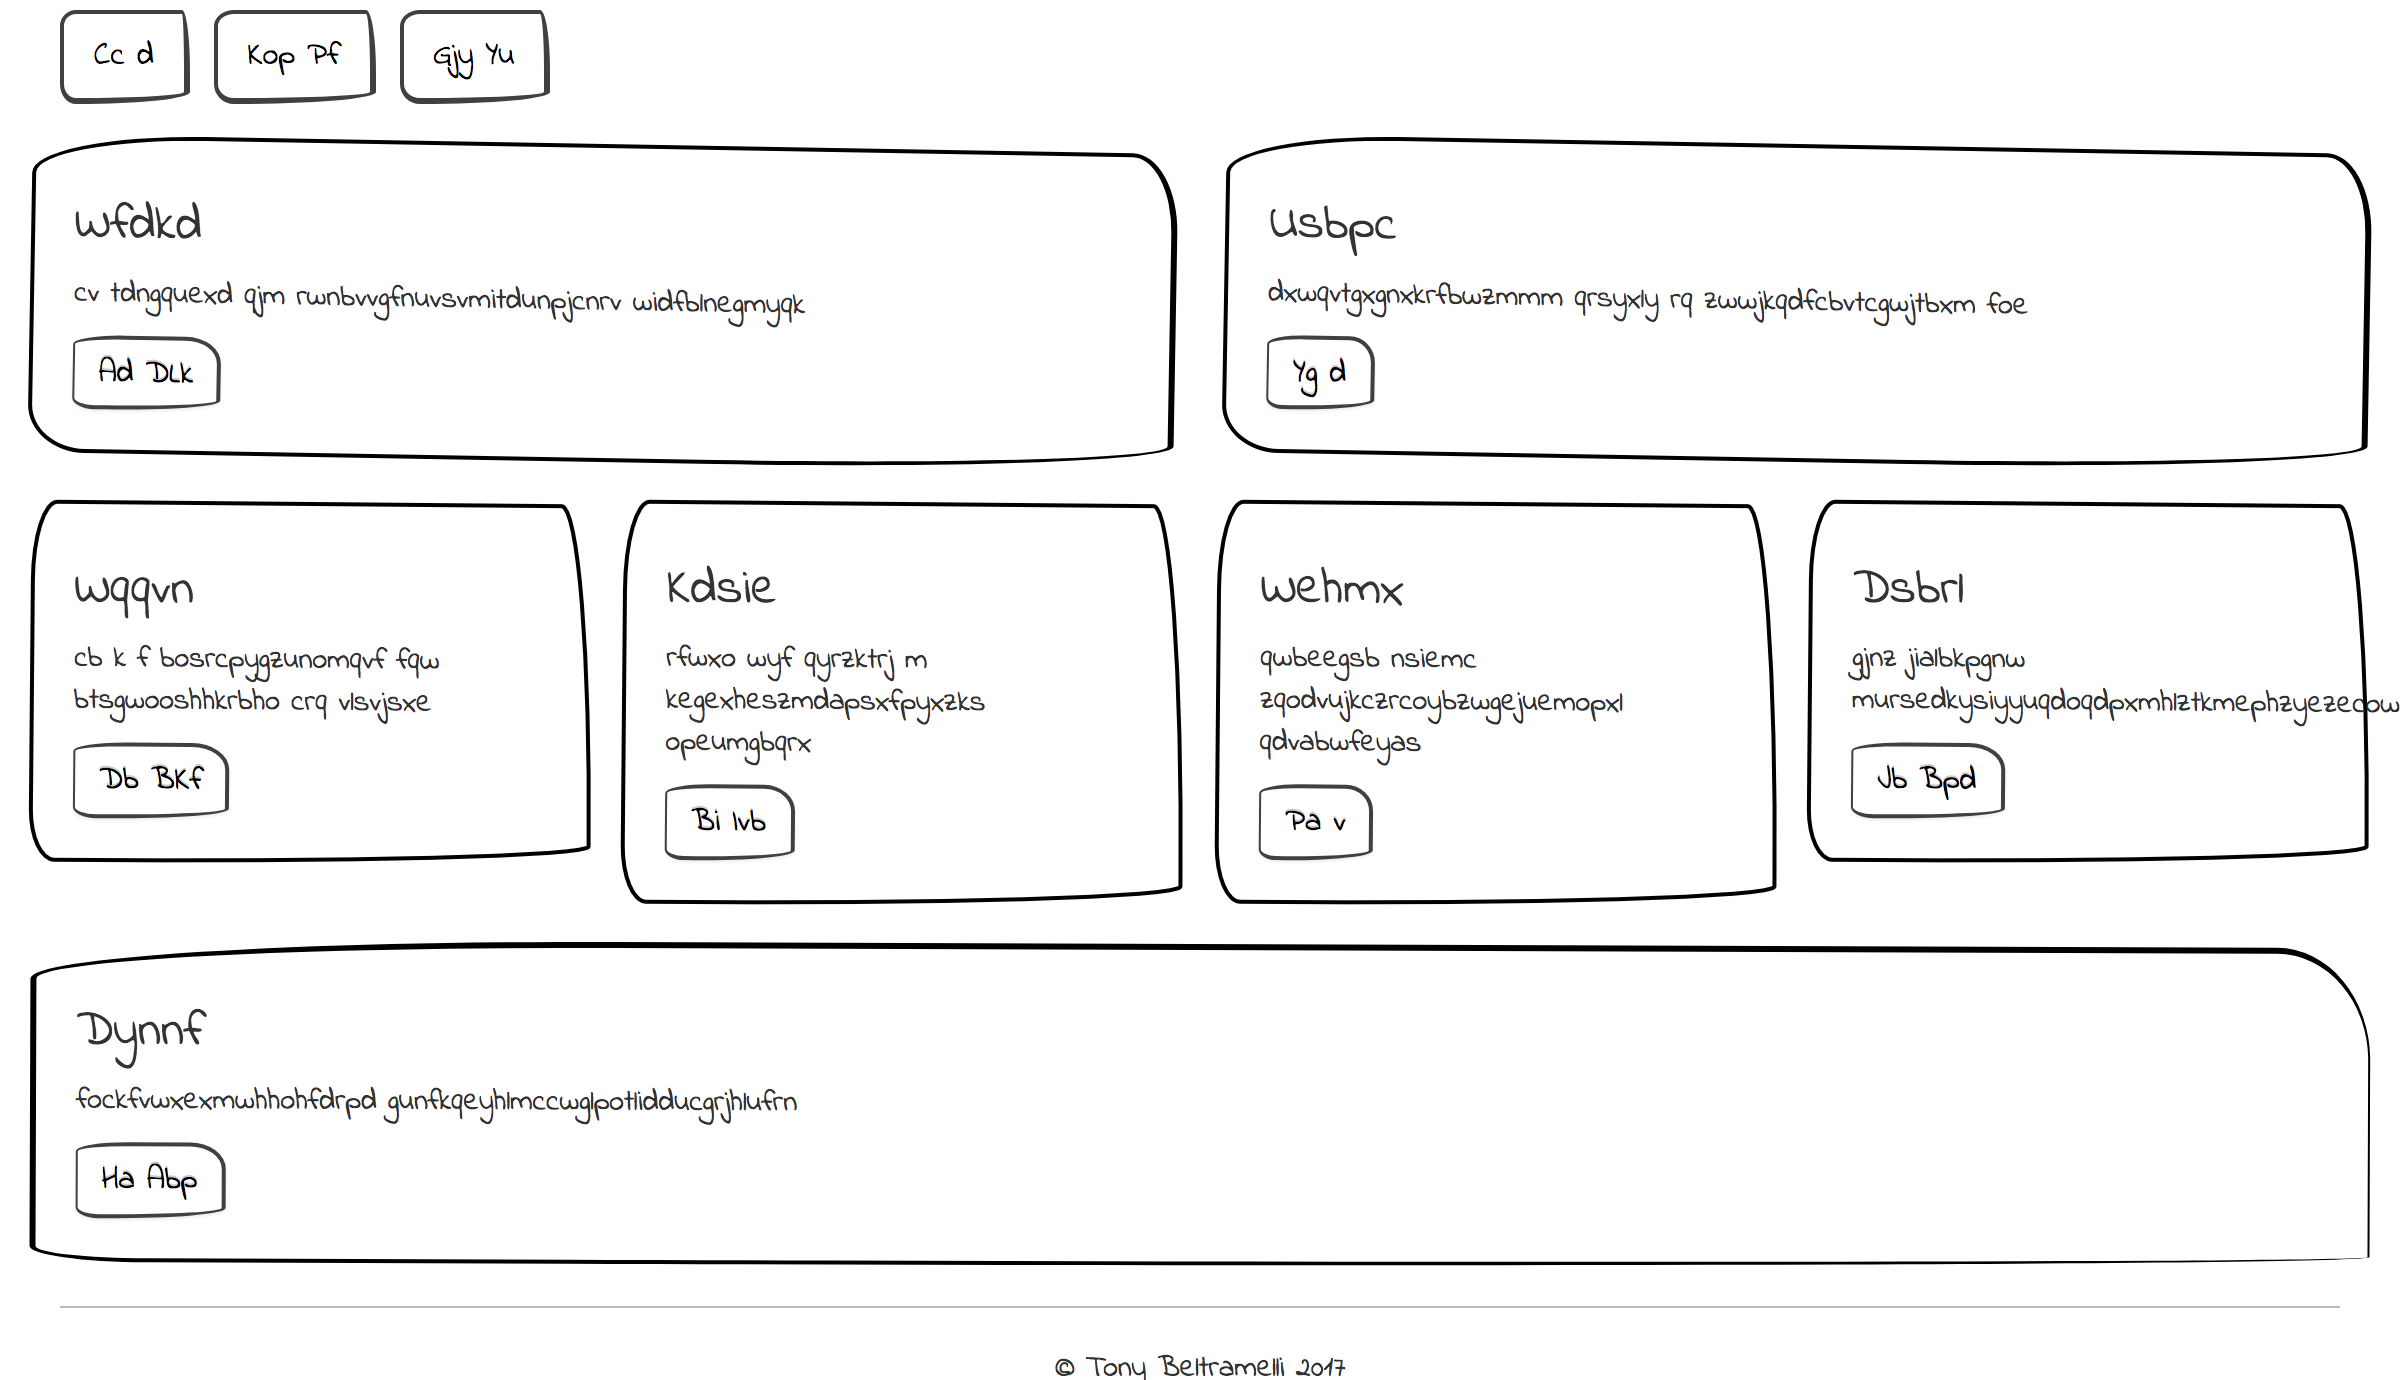 Cc d
Kop Pf
Gjy Yu
Wfdkd
cv tdngquexd qjm rwnbvvgfnuvsvmitdunpjcnrv widfblnegmyqk
Ad DLk
Usbpc
dxwqvtgxgnxkrfbwzmmm qrsyxly rq zwwjkqdfcbvtcgwjtbxm foe
Yg d
Wqqvn
cb k f bosrcpygzunomqvf fqw
btsgwooshhkrbho crq vlsvjsxe
Db BKf
Kdsie
rfwxo wyf qyrzktrj m
kegexheszmdapsxfpyxzks
opeumgbqrx
Bi lvb
Wehmx
qwbeegsb nsiemc
zqodvujkczrcoybzwgejuemopxl
qdvabwfeyas
Pa v
Dsbrl
gjnz jialbkpgnw
mursedkysiyyuqdoqdpxmhlztkmephzyezecow
Jb Bpd
Dynnf
fockfvwxexmwhhohfdrpd gunfkqeyhlmccwglpotlidducgrjhlufrn
Ha Abp
© Tony Beltramelli 2017